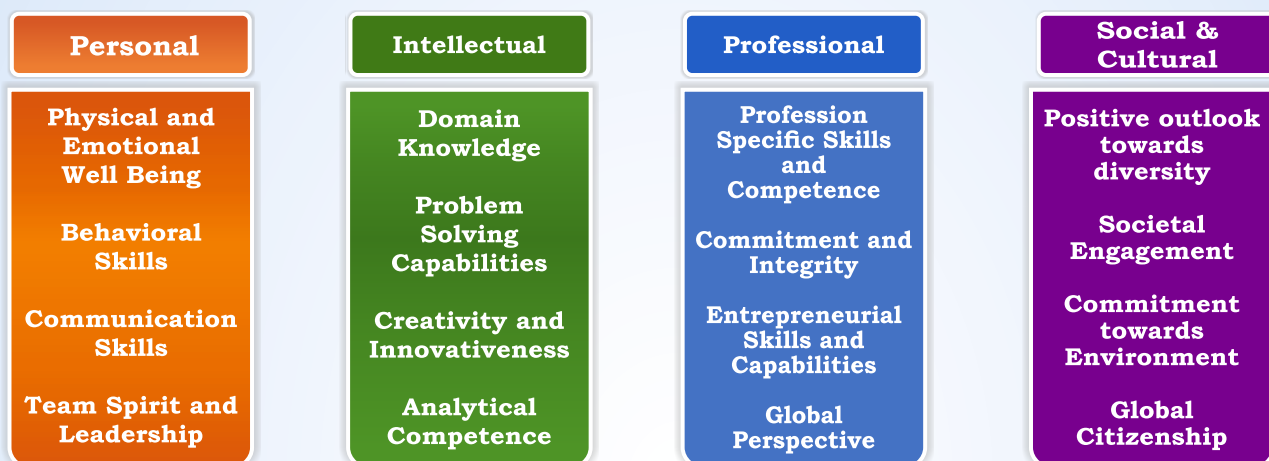 Personal
Physical and
Emotional
Well Being
Behavioral
Skills
Communication
Skills
Team Spirit and
Leadership
Intellectual
Domain
Knowledge
Problem
Solving
Capabilities
Creativity and
Innovativeness
Analytical
Competence
Professional
Profession
Specific Skills
and
Competence
Commitment and
Integrity
Entrepreneurial
Skills and
Capabilities
Global
Perspective
Social &
Cultural
Positive outlook
towards
diversity
Societal
Engagement
Commitment
towards
Environment
Global
Citizenship